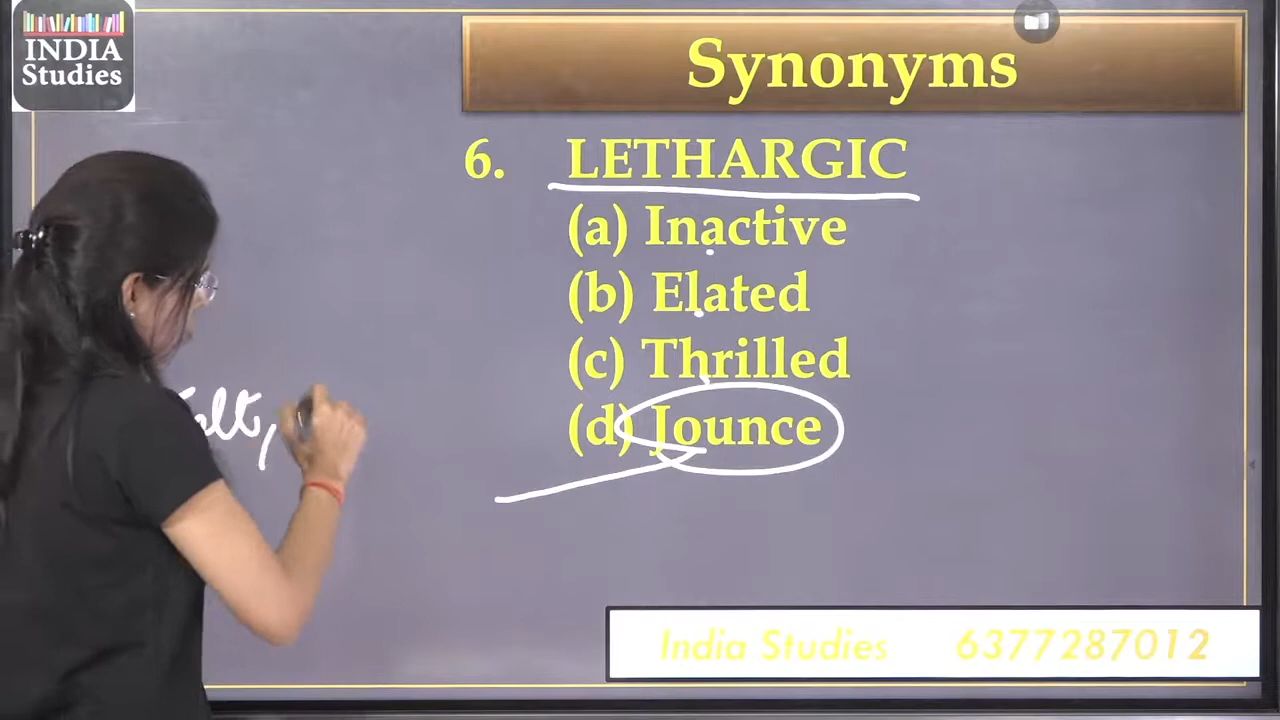 INDIA
Studies
Synonyms
6. LETHARGIC
(a) Inactive
(b) Elated
(c) Thrilled
(d) Jounce
India Studies 6377287012